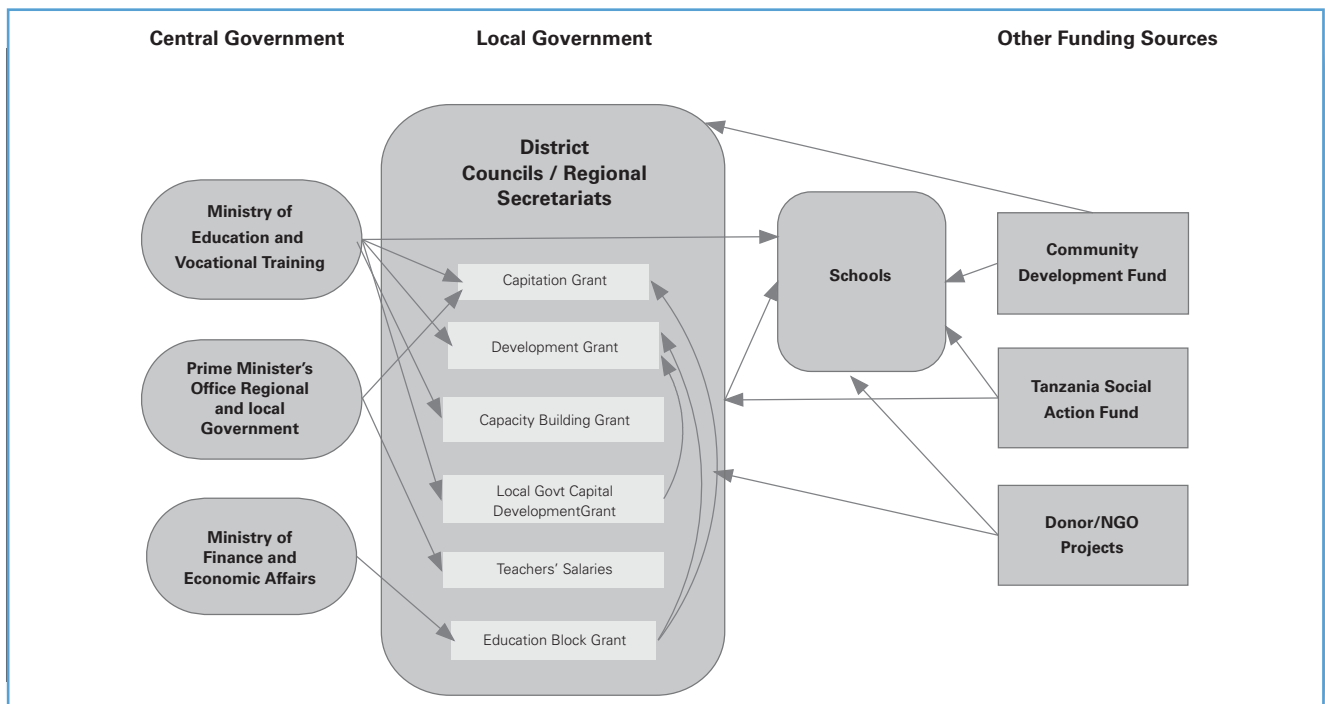 Central Government
Local Government
Other Funding Sources
District
Councils / Regional
Secretariats
Ministry of
Education and
Vocational Training
Prime Minister's
Office Regional
and local
Government
Ministry of
Finance and
Economic Affairs
Capitation Grant
Development Grant
Capacity Building Grant
Local Govt Capital
DevelopmentGrant
Teachers' Salaries
Education Block Grant
Schools
Community
Development Fund
Tanzania Social
Action Fund
Donor/NGO
Projects